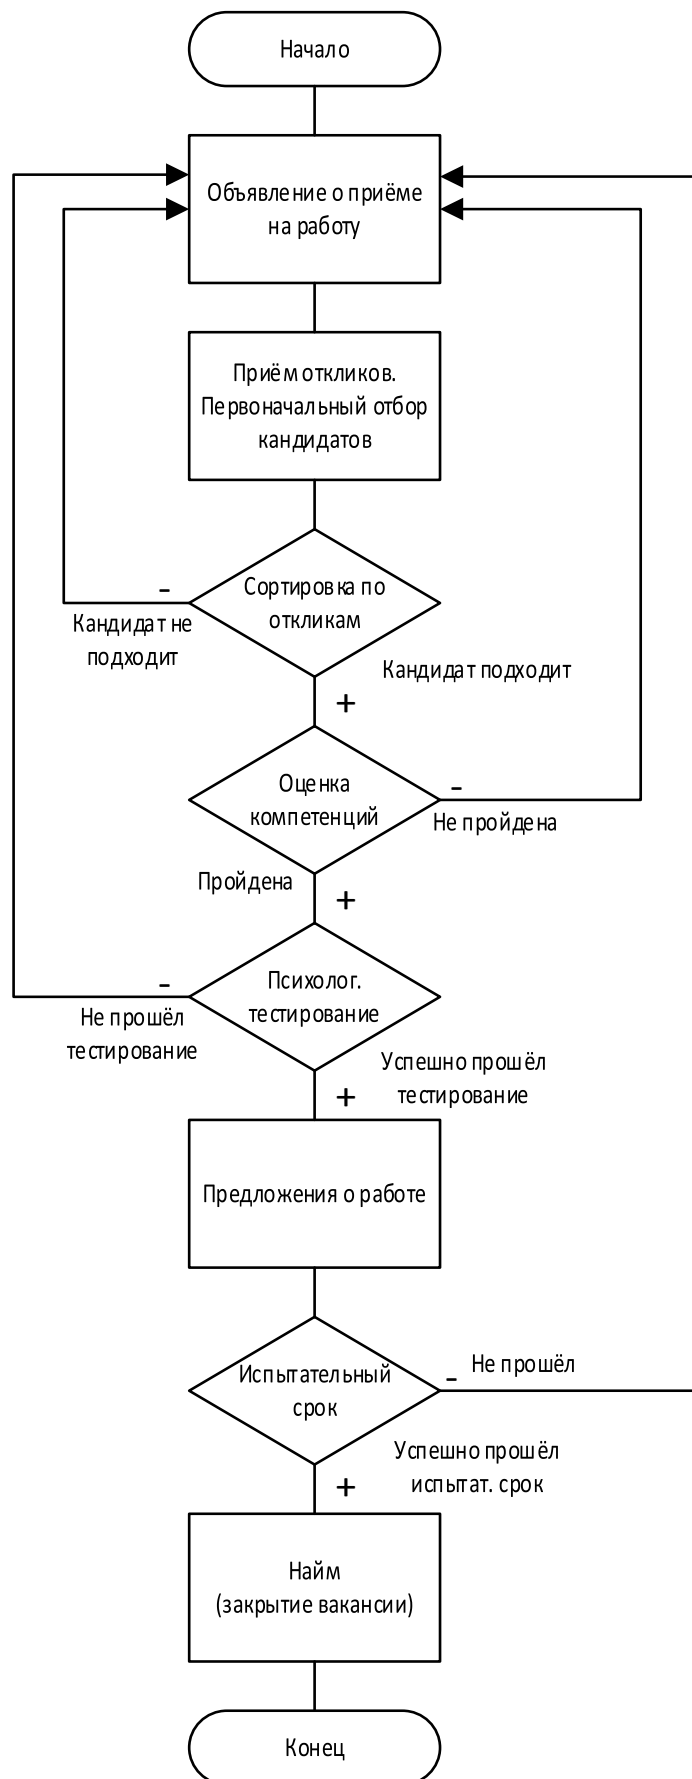 Начало
Объявление о приёме
на работу
Приём откликов.
Первоначальный отбор
кандидатов
Сортировка по
откликам
-
Кандидат не
подходит
Кандидат подходит
+
Оценка
компетенций
-
Не пройдена
Пройдена
+
Психолог.
тестирование
-
Не прошёл
тестирование
Успешно прошёл
тестирование
+
Предложения о работе
Испытательный
срок
-
Не прошёл
Успешно прошёл
испытат. срок
+
Найм
(закрытие вакансии)
Конец